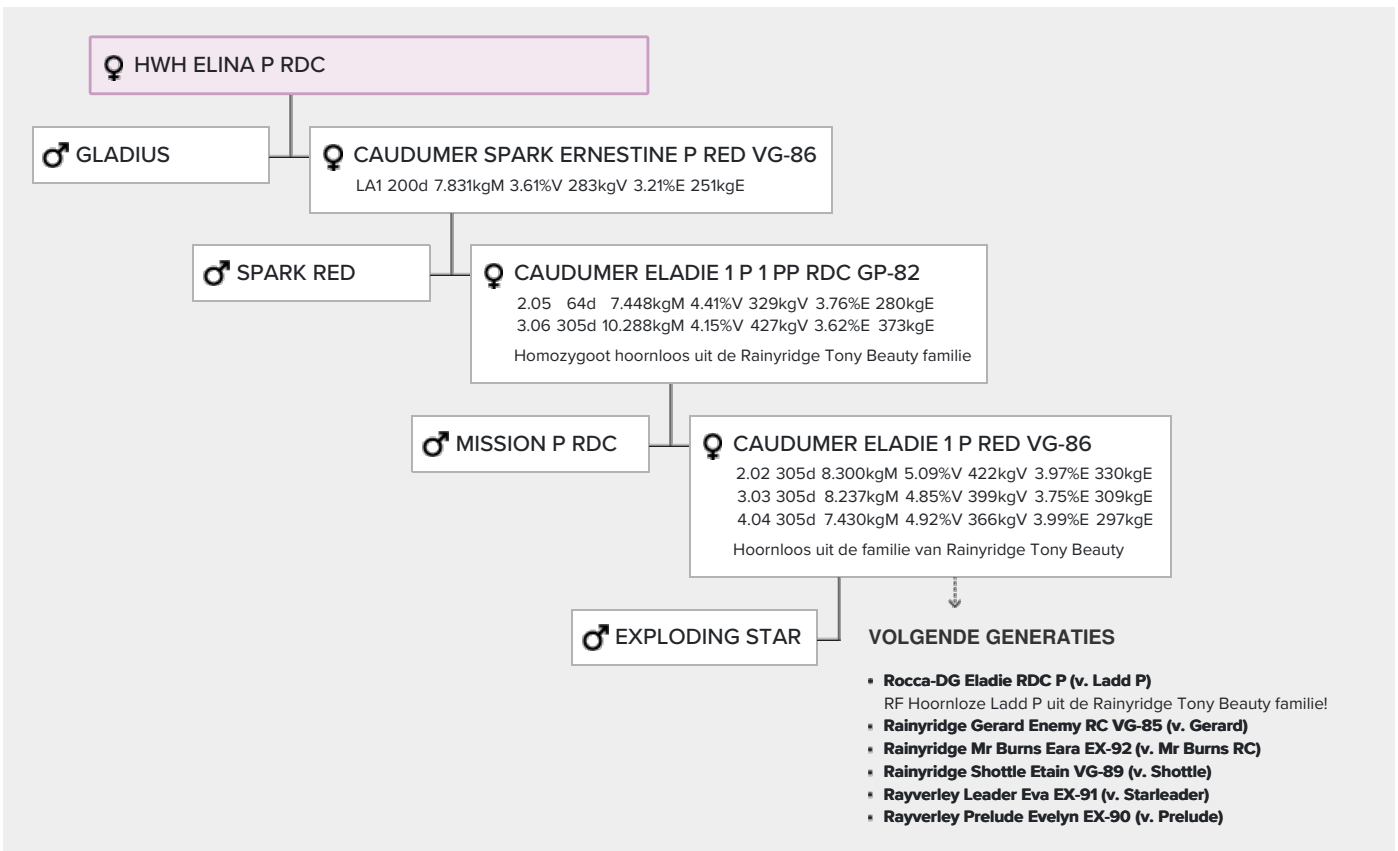 HWH ELINA P RDC
GLADIUS
CAUDUMER SPARK ERNESTINE P RED VG-86
LA1 200d 7.831kgM 3.61%V 283kgV 3.21%E 251kgE
SPARK RED
CAUDUMER ELADIE 1 P 1 PP RDC GP-82
2.05 64d 7.448kgM 4.41%V 329kgV 3.76%E 280kgE
3.06 305d 10.288kgM 4.15%V 427kgV 3.62%E 373kgE
Homozygoot hoornloos uit de Rainyridge Tony Beauty familie
MISSION P RDC
CAUDUMER ELADIE 1 P RED VG-86
2.02 305d 8.300kgM 5.09%V 422kgV 3.97%E 330kgE
3.03 305d 8.237kgM 4.85%V 399kgV 3.75%E 309kgE
4.04 305d 7.430kgM 4.92%V 366kgV 3.99%E 297kgE
Hoornloos uit de familie van Rainyridge Tony Beauty
EXPLODING STAR
VOLGENDE GENERATIES
Rocca-DG Eladie RDC P (v. Ladd P)
RF Hoornloze Ladd P uit de Rainyridge Tony Beauty familie!
Rainyridge Gerard Enemy RC VG-85 (v. Gerard)
Rainyridge Mr Burns Eara EX-92 (v. Mr Burns RC)
Rainyridge Shottle Etain VG-89 (v. Shottle)
Rayverley Leader Eva EX-91 (v. Starleader)
Rayverley Prelude Evelyn EX-90 (v. Prelude)